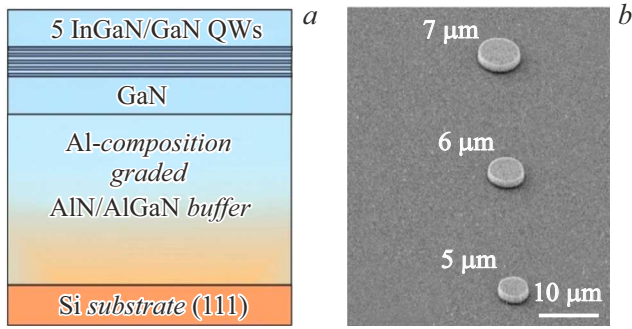 a
5 InGaN/GaN QWs
GaN
Al-composition
graded
AlN/AlGaN buffer
Si substrate (111)
b
7 μm
6 μm
5 μm
10 μm